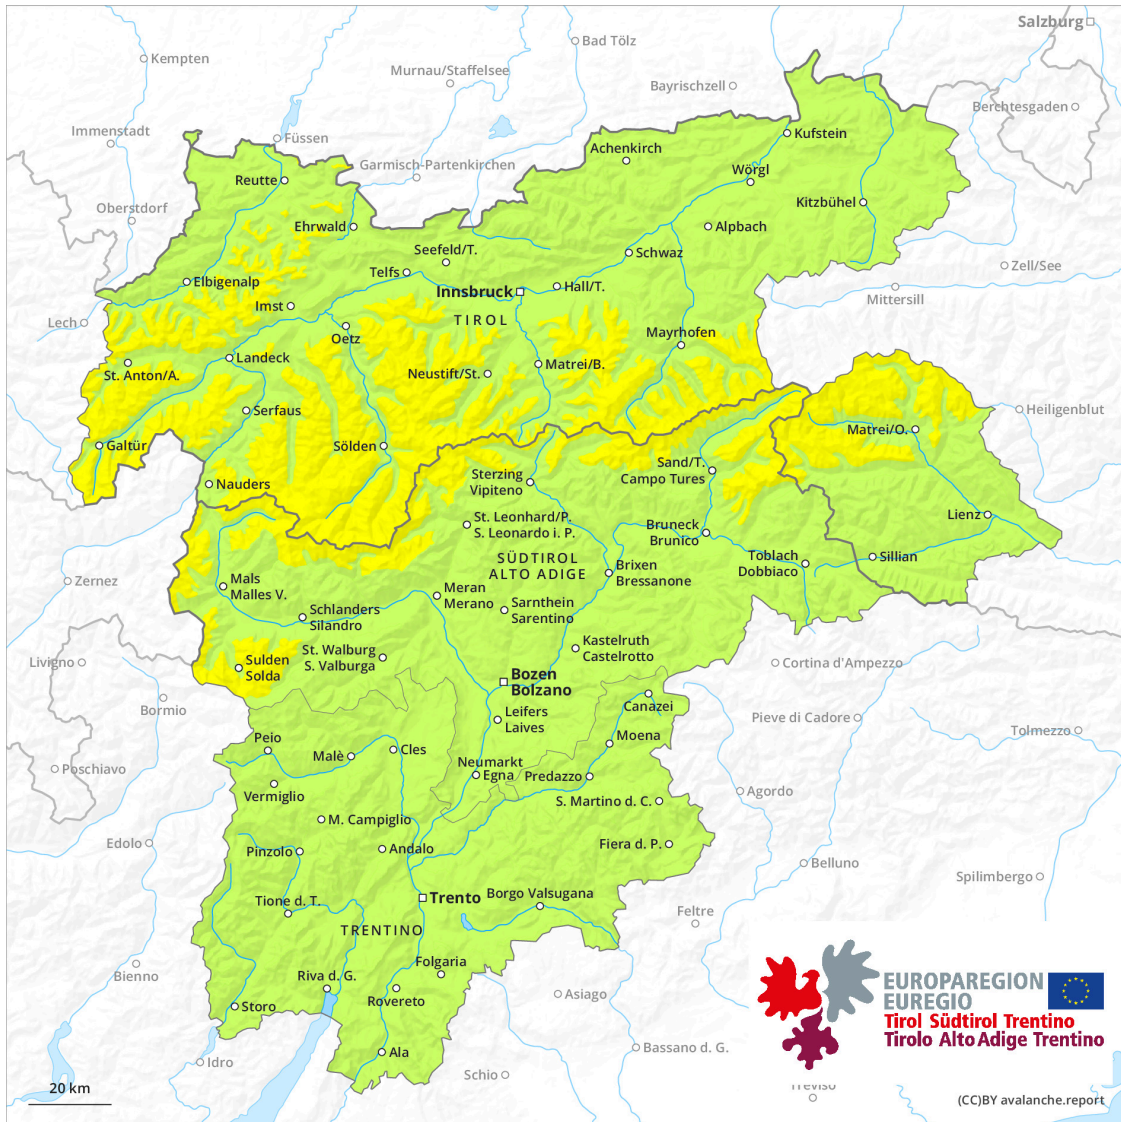 Salzburg
Bad Tölz
Kempten
Murnau/Staffelsee
Bayrischzell
Berchtesgaden
Immenstadt
Füssen
Kufstein
Achenkirch
Garmisch-Partenkirchen
Wörgl
Reutte
Oberstdorf
Kitzbühel
Ehrwald
Alpbach
Seefeld/T.
Schwaz
Telfs
Zell/See
Elbigenalp
Hall/T.
Innsbruck
Mittersill
Imst
Lech
TIROL
Oetz
Mayrhofen
Landeck
Matrei/B.
St. Anton/A.
Neustift/St.
Serfaus
Heiligenblut
Matrei/O.
Galtür
Sölden
Sand/T.
Campo Tures
Sterzing
Vipiteno
Nauders
St. Leonhard/P.
S. Leonardo i. P.
Lienz
Bruneck
Brunico
SÜDTIROL
ALTO ADIGE
Toblach
Dobbiaco
Sillian
Brixen
Bressanone
Zernez
Mals
Malles V.
Meran
Merano
Sarnthein
Sarentino
Schlanders
Silandro
Kastelruth
Castelrotto
St. Walburg
S. Valburga
Livigno
Sulden
Solda
Cortina d'Ampezzo
Bozen
Bolzano
Bormio
Canazei
Leifers
Laives
Pieve di Cadore
Tolmezzo
Moena
Peio
Malè
Cles
Poschiavo
Neumarkt
Egna
Predazzo
Vermiglio
Agordo
S. Martino d. C.
M. Campiglio
Edolo
Fiera d. P.
Pinzolo
Andalo
Belluno
Spilimbergo
Trento
Borgo Valsugana
Tione d. T.
Feltre
TRENTINO
Folgaria
Bienno
Riva d. G.
Rovereto
Asiago
Storo
EUROPAREGION
EUREGIO
Tirol Südtirol Trentino
Tirolo Alto Adige Trentino
Ala
Bassano d. G.
Idro
Schio
Treviso
20 km
(CC)BY avalanche.report